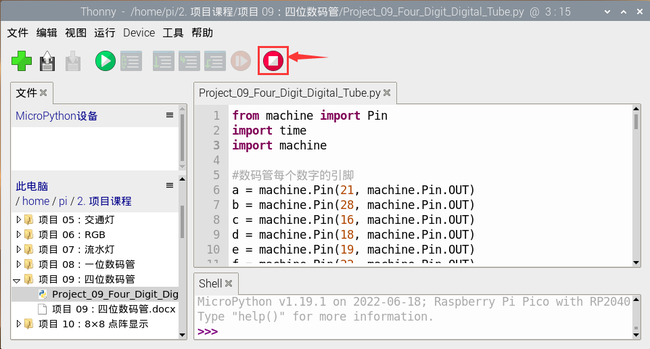 Thonny - /home/pi/2. 项目课程/项目 09：四位数码管/Project_09_Four_Digit_Digital_Tube.py @ 3 : 15
文件 编辑 视图 运行 Device 工具 帮助
文件
MicroPython设备
此电脑
/ home / pi / 2. 项目课程
项目 05：交通灯
项目 06：RGB
项目 07：流水灯
项目 08：一位数码管
项目 09：四位数码管
Project_09_Four_Digit_Dig
项目 09：四位数码管.docx
项目 10：8×8 点阵显示
Project_09_Four_Digit_Digital_Tube.py
1 from machine import Pin
2 import time
3 import machine
4
5 #数码管每个数字的引脚
6 a = machine.Pin(21, machine.Pin.OUT)
7 b = machine.Pin(28, machine.Pin.OUT)
8 c = machine.Pin(16, machine.Pin.OUT)
9 d = machine.Pin(18, machine.Pin.OUT)
10 e = machine.Pin(19, machine.Pin.OUT)
Shell
MicroPython v1.19.1 on 2022-06-18; Raspberry Pi Pico with RP2040
Type "help()" for more information.
>>>